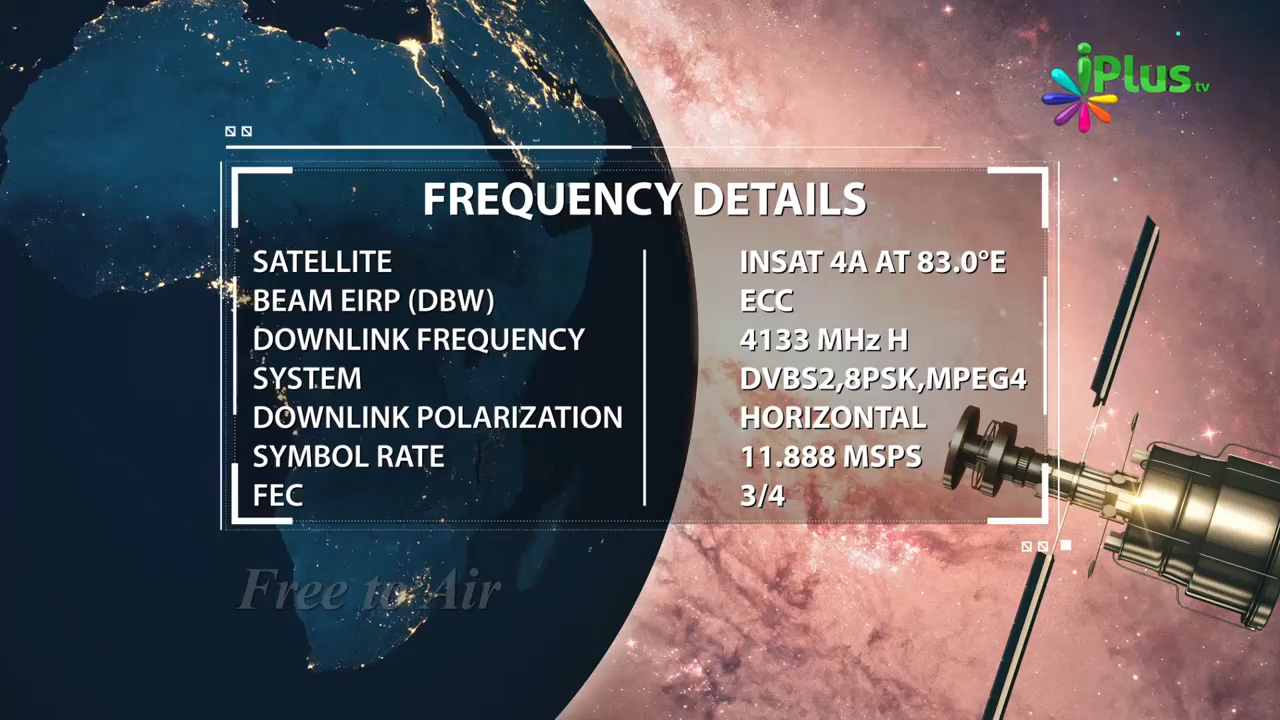 iPlus tv
FREQUENCY DETAILS
SATELLITE INSAT 4A AT 83.0°E
BEAM EIRP (DBW) ECC
DOWNLINK FREQUENCY 4133 MHz H
SYSTEM DVBS2,8PSK,MPEG4
DOWNLINK POLARIZATION HORIZONTAL
SYMBOL RATE 11.888 MSPS
FEC 3/4
Free to Air